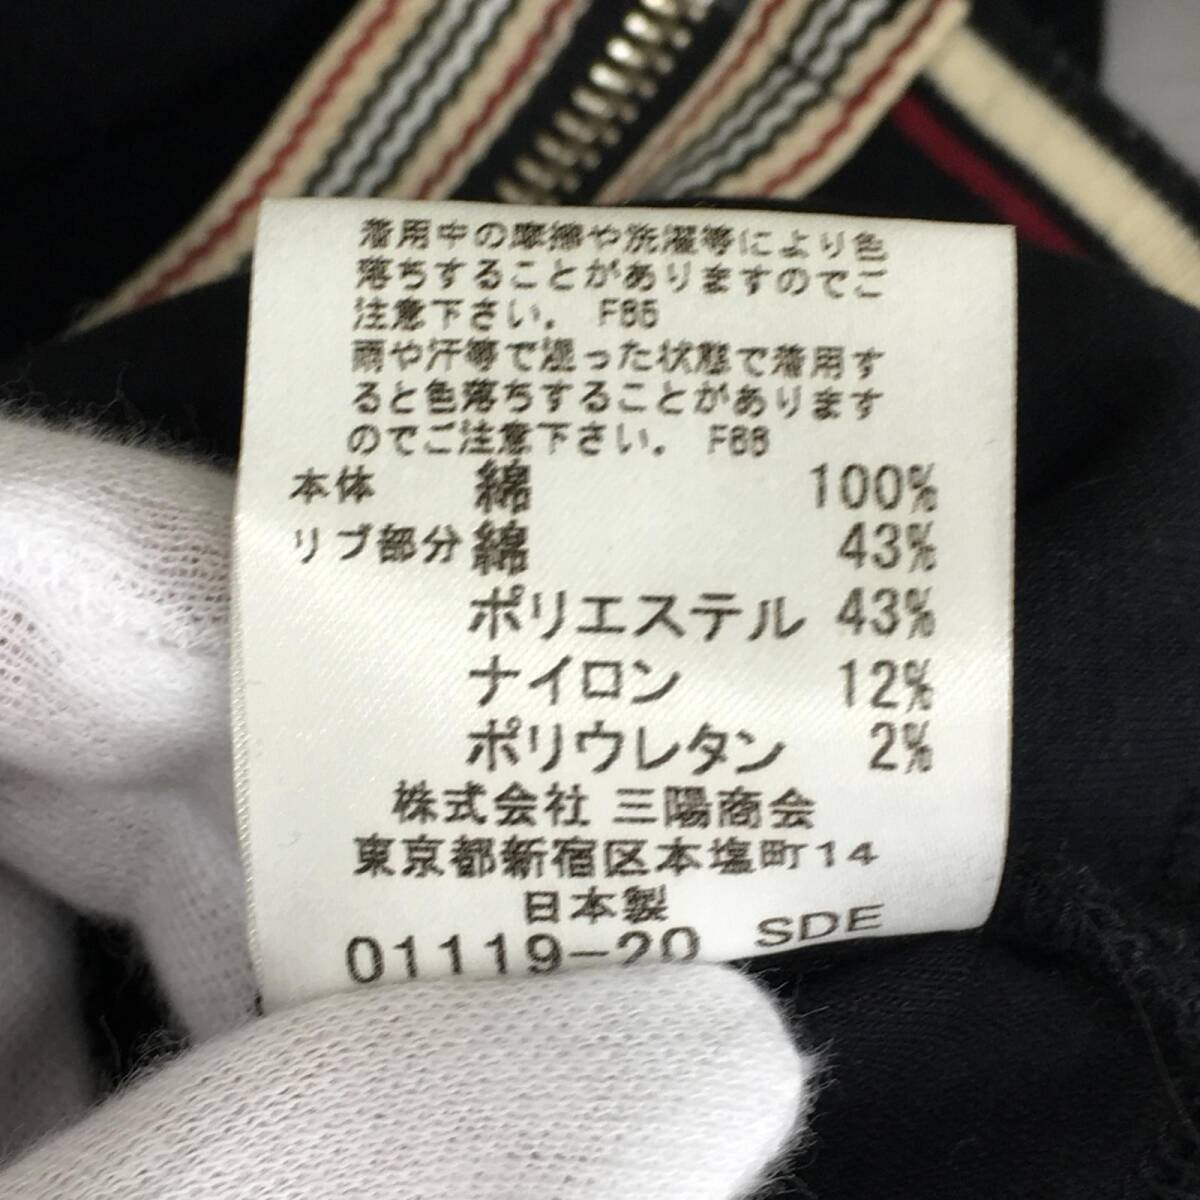 着用中の摩擦や洗濯等により色
落ちすることがありますのでご
注意下さい。 F86
雨や汗等で湿った状態で着用す
ると色落ちすることがあります
のでご注意下さい。 F88
本体 綿 100%
リブ部分 綿 43%
ポリエステル 43%
ナイロン 12%
ポリウレタン 2%
株式会社 三陽商会
東京都新宿区本塩町14
日本製
01119-20 SDE